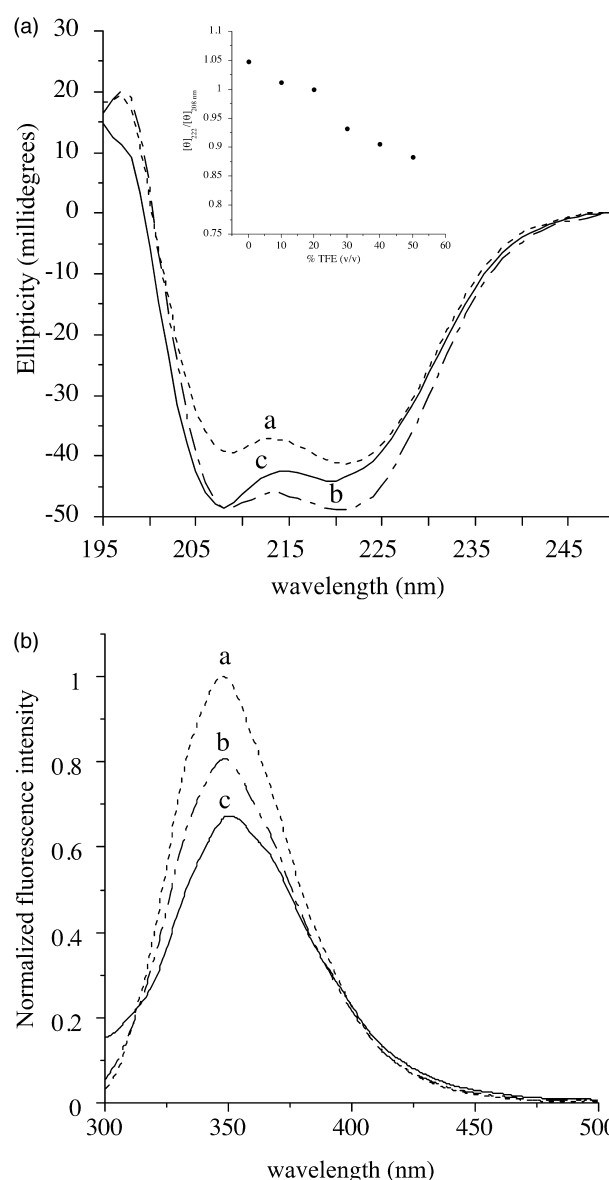 (a)
30
20
10
0
-10
-20
-30
-40
-50
Ellipticity (millidegrees)
195 205 215 225 235 245
wavelength (nm)
a
c
b
1.05
1
0.95
0.9
0.85
0.8
0.75
[θ]222/[θ]208 nm
0 10 20 30 40 50 60
% TFE (v/v)
(b)
1
0.8
0.6
0.4
0.2
0
Normalized fluorescence intensity
a
b
c
300 350 400 450 500
wavelength (nm)